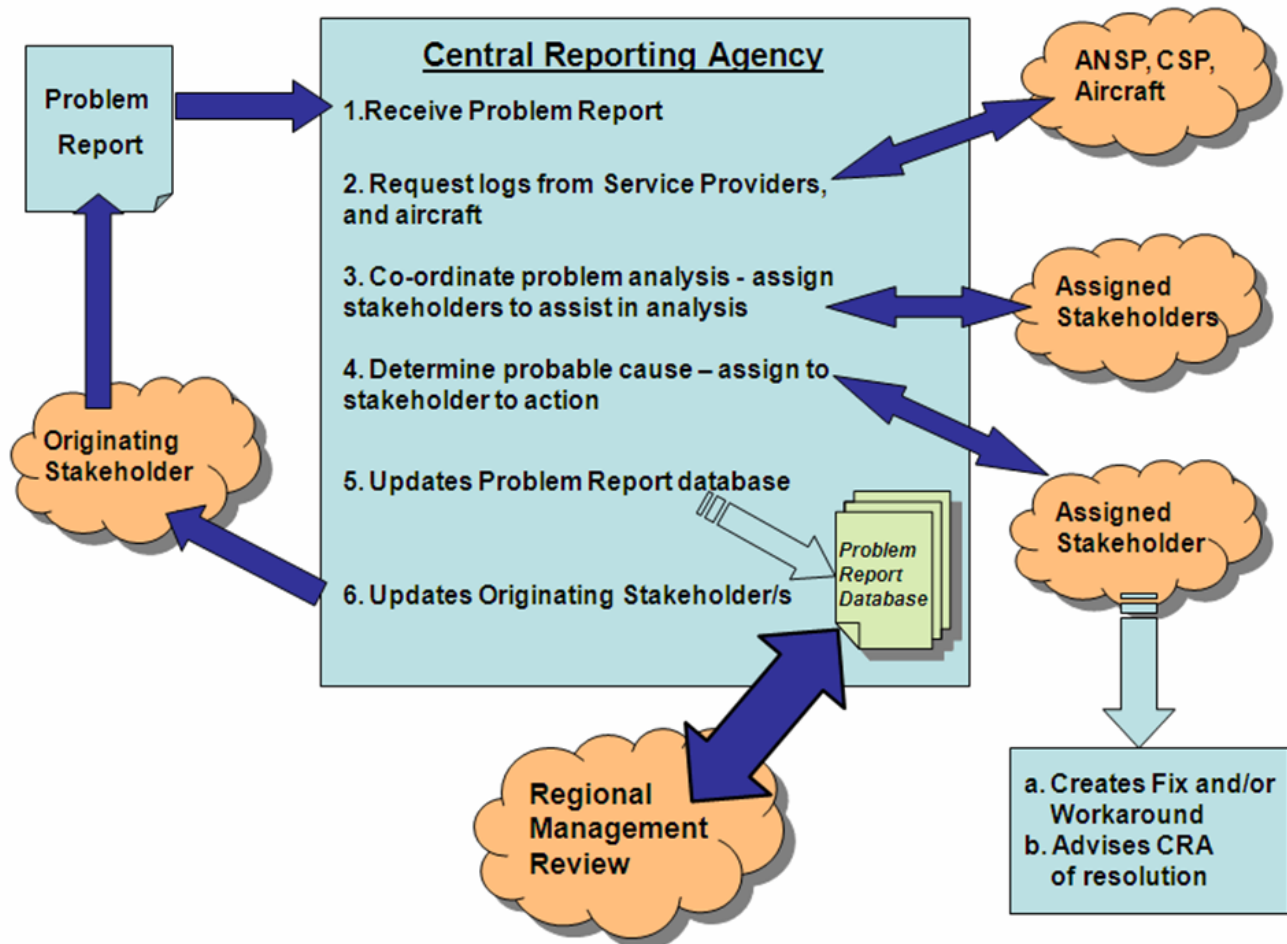 Central Reporting Agency
Problem
Report
1.Receive Problem Report
2. Request logs from Service Providers,
and aircraft
3. Co-ordinate problem analysis - assign
stakeholders to assist in analysis
4. Determine probable cause – assign to
stakeholder to action
5. Updates Problem Report database
6. Updates Originating Stakeholder/s
Problem
Report
Database
ANSP, CSP,
Aircraft
Assigned
Stakeholders
Assigned
Stakeholder
a. Creates Fix and/or
Workaround
b. Advises CRA
of resolution
Originating
Stakeholder
Regional
Management
Review